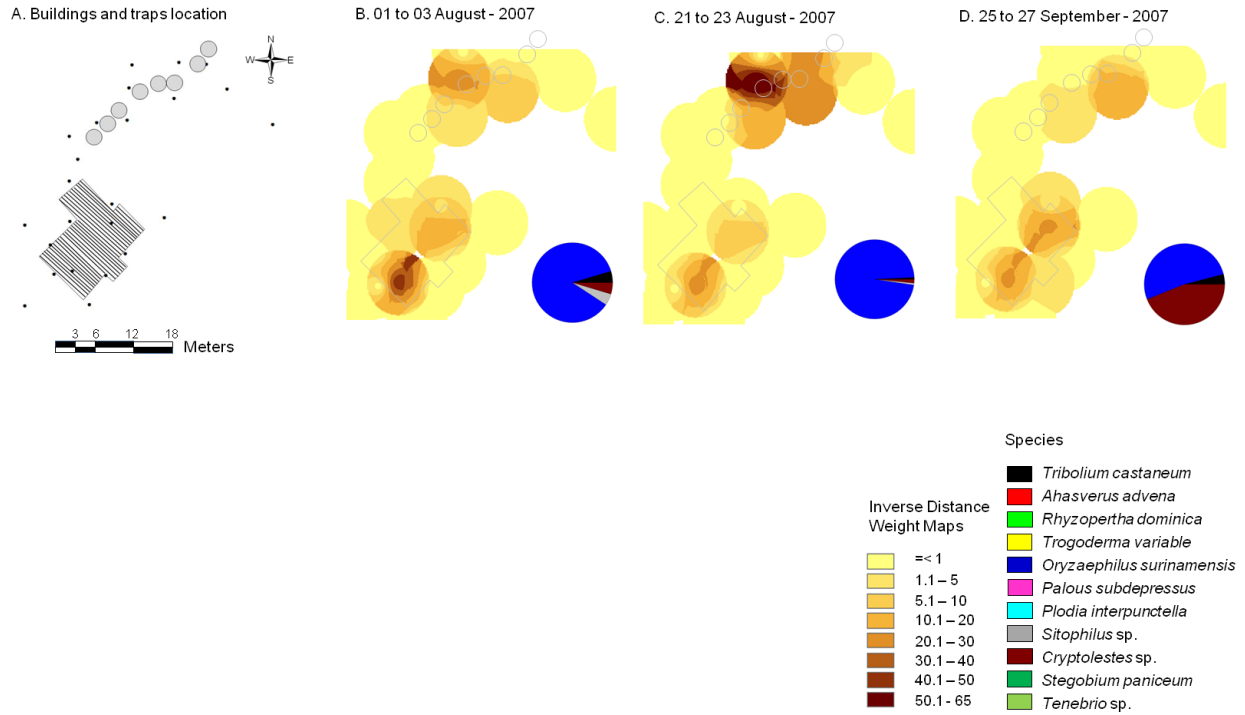 A. Buildings and traps location
B. 01 to 03 August - 2007
C. 21 to 23 August - 2007
D. 25 to 27 September - 2007
N
W E
S
3 6 12 18
Meters
Inverse Distance
Weight Maps
=< 1
1.1 – 5
5.1 – 10
10.1 – 20
20.1 – 30
30.1 – 40
40.1 – 50
50.1 - 65
Species
Tribolium castaneum
Ahasverus advena
Rhyzopertha dominica
Trogoderma variable
Oryzaephilus surinamensis
Palous subdepressus
Plodia interpunctella
Sitophilus sp.
Cryptolestes sp.
Stegobium paniceum
Tenebrio sp.